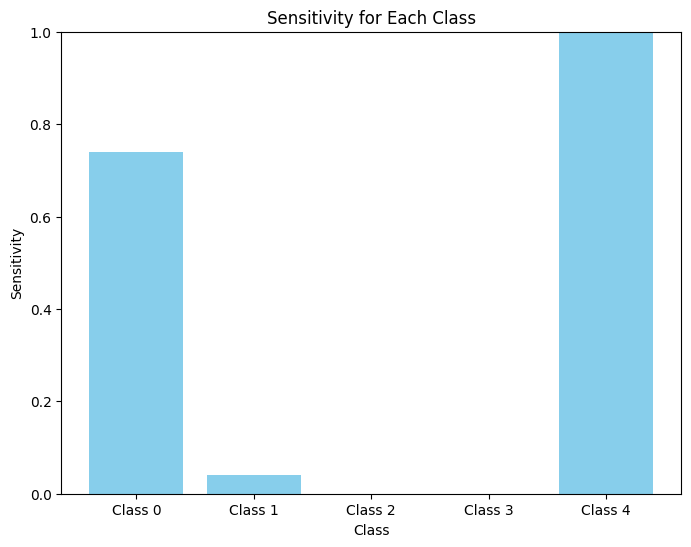 Sensitivity for Each Class
1.0
0.8
0.6
0.4
0.2
0.0
Sensitivity
Class 0
Class 1
Class 2
Class 3
Class 4
Class